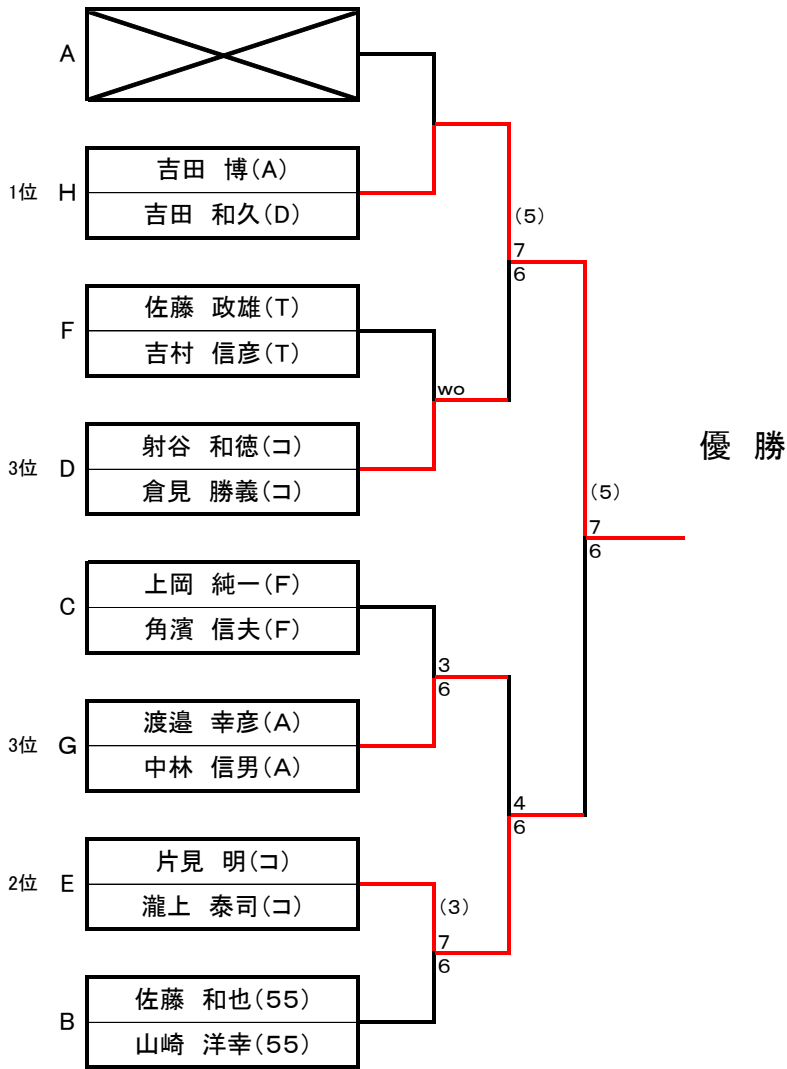 A
1位 H
吉田 博(A)
吉田 和久(D)
(5)
7
6
F
佐藤 政雄(T)
吉村 信彦(T)
wo
3位 D
射谷 和徳(コ)
倉見 勝義(コ)
優 勝
(5)
7
6
C
上岡 純一(F)
角濱 信夫(F)
3
6
3位 G
渡邉 幸彦(A)
中林 信男(A)
4
6
2位 E
片見 明(コ)
瀧上 泰司(コ)
(3)
7
6
B
佐藤 和也(55)
山崎 洋幸(55)